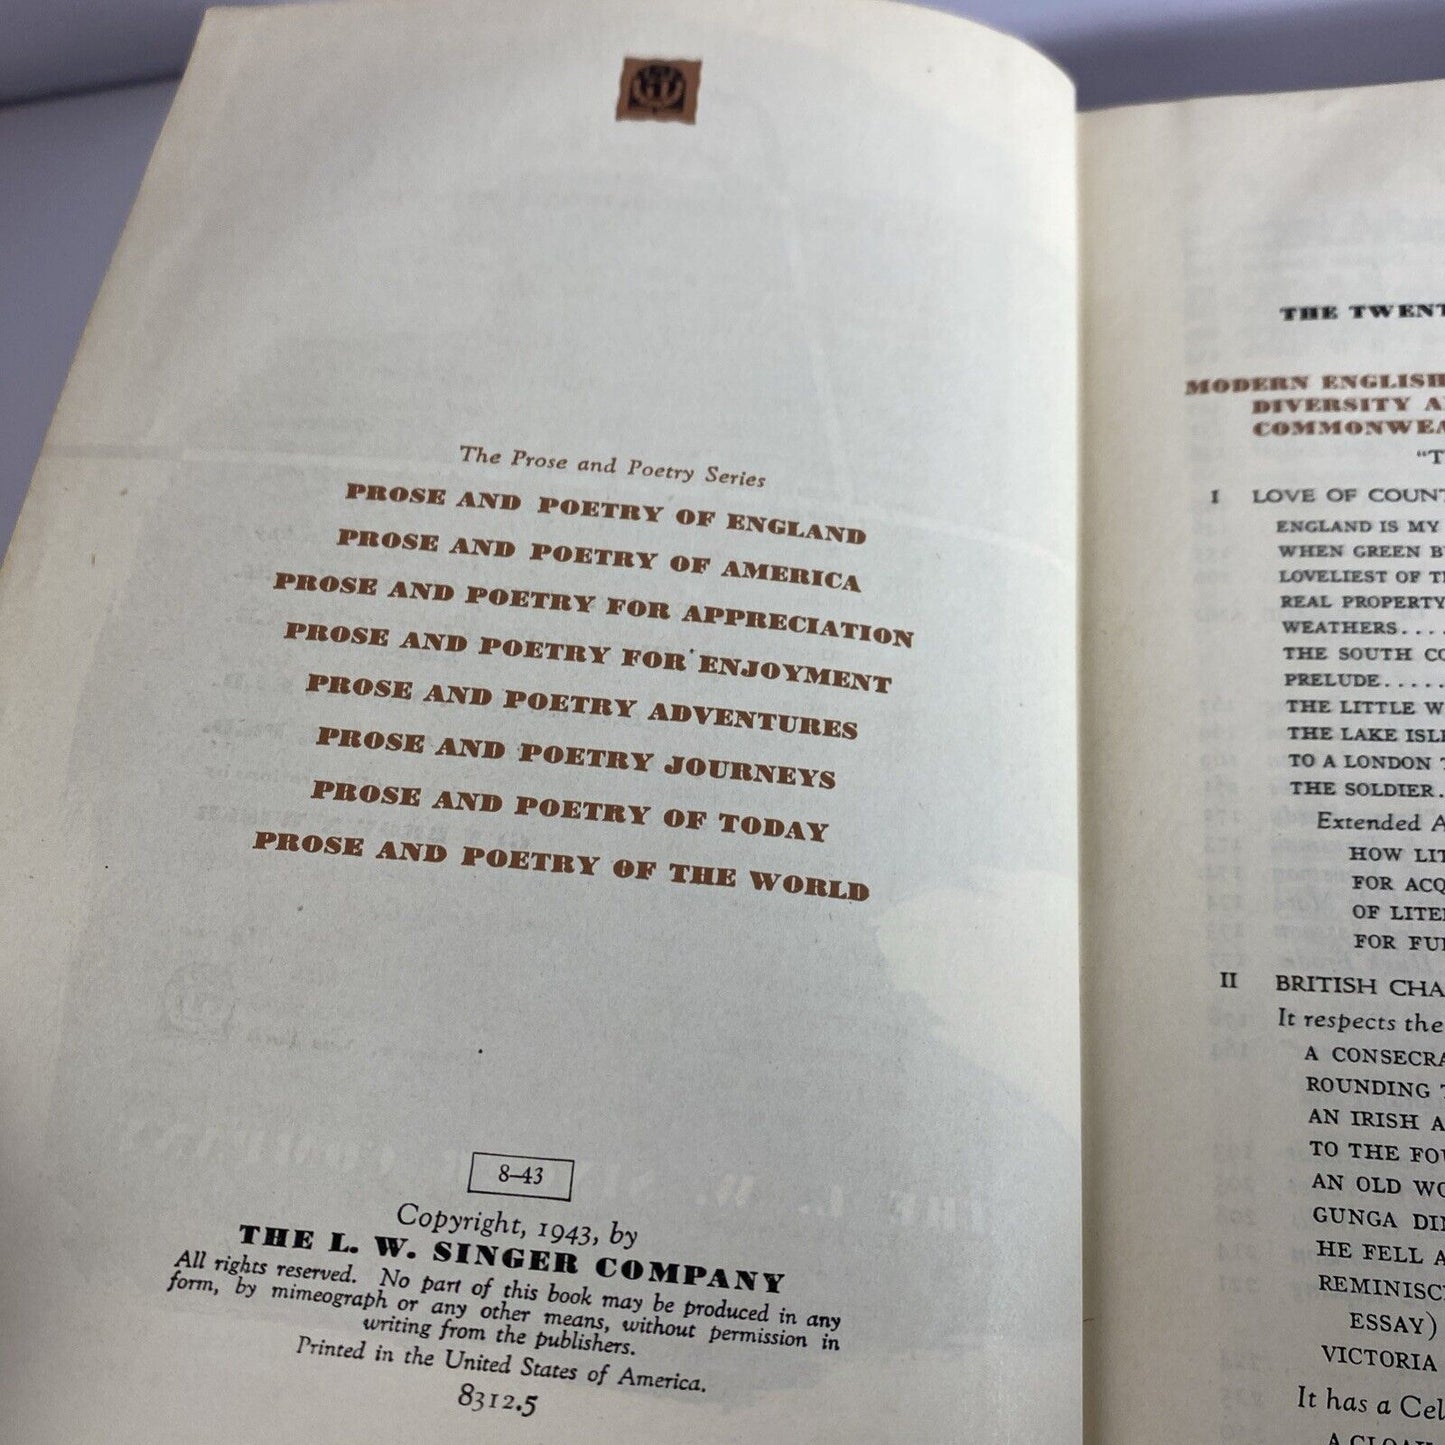 The Prose and Poetry Series
PROSE AND POETRY OF ENGLAND
PROSE AND POETRY OF AMERICA
PROSE AND POETRY FOR APPRECIATION
PROSE AND POETRY FOR ENJOYMENT
PROSE AND POETRY ADVENTURES
PROSE AND POETRY JOURNEYS
PROSE AND POETRY OF TODAY
PROSE AND POETRY OF THE WORLD
8-43
Copyright, 1943, by
THE L. W. SINGER COMPANY
All rights reserved. No part of this book may be produced in any
form, by mimeograph or any other means, without permission in
writing from the publishers.
Printed in the United States of America.
8312.5
THE TWENT
MODERN ENGLISH
DIVERSITY A
COMMONWEA
"T
I LOVE OF COUNT
ENGLAND IS MY
WHEN GREEN B
LOVELIEST OF T
REAL PROPERTY
WEATHERS....
THE SOUTH CO
PRELUDE.....
THE LITTLE W
THE LAKE ISLE
TO A LONDON T
THE SOLDIER.
Extended A
HOW LIT
FOR ACQ
OF LITE
FOR FU
II BRITISH CHA
It respects the
A CONSECRA
ROUNDING
AN IRISH A
TO THE FOU
AN OLD WO
GUNGA DIN
HE FELL A
REMINISC
ESSAY)
VICTORIA
It has a Cel
A CLOAK